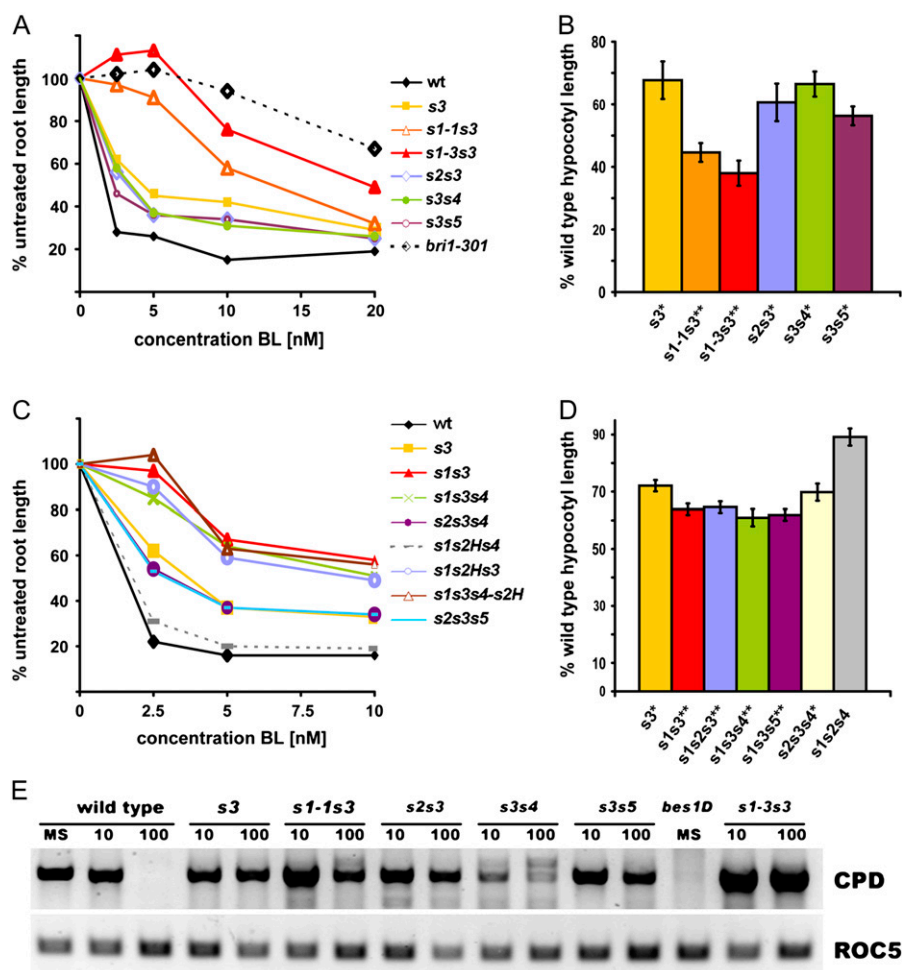 A
% untreated root length
100
80
60
40
20
0
5
10
15
20
concentration BL [nM]
wt
s3
s1-1s3
s1-3s3
s2s3
s3s4
s3s5
bri1-301
B
% wild type hypocotyl length
80
60
40
20
0
s3*
s1-1s3**
s1-3s3**
s2s3*
s3s4*
s3s5*
C
% untreated root length
100
80
60
40
20
0
2.5
5
7.5
10
concentration BL [nM]
wt
s3
s1s3
s1s3s4
s2s3s4
s1s2Hs4
s1s2Hs3
s1s3s4-s2H
s2s3s5
D
% wild type hypocotyl length
90
70
50
30
10
s3*
s1s3**
s1s2s3**
s1s3s4**
s1s3s5**
s2s3s4*
s1s2s4
E
wild type s3 s1-1s3 s2s3 s3s4 s3s5 bes1D s1-3s3
MS 10 100 10 100 10 100 10 100 10 100 10 100 MS 10 100
CPD
ROC5